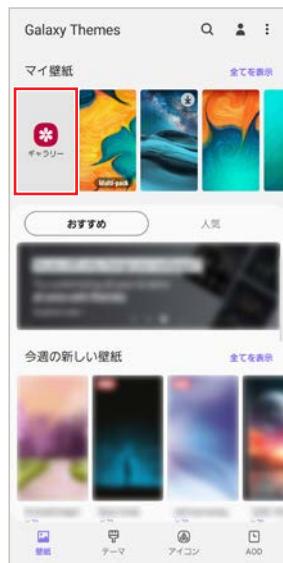 Galaxy Themes
マイ壁紙
全てを表示
ギャラリー
Multi-pack
おすすめ
人気
今週の新しい壁紙
全てを表示
壁紙
テーマ
アイコン
AOD